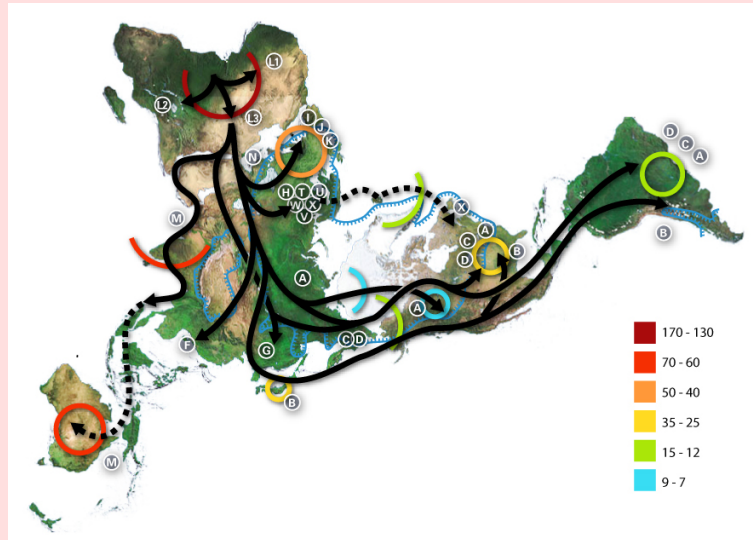 L1
L2
L3
I
J
K
N
H T U
W X
V
M
X
D
C
A
B
A
C
D
B
A
A
F
G
C D
B
M
170 - 130
70 - 60
50 - 40
35 - 25
15 - 12
9 - 7